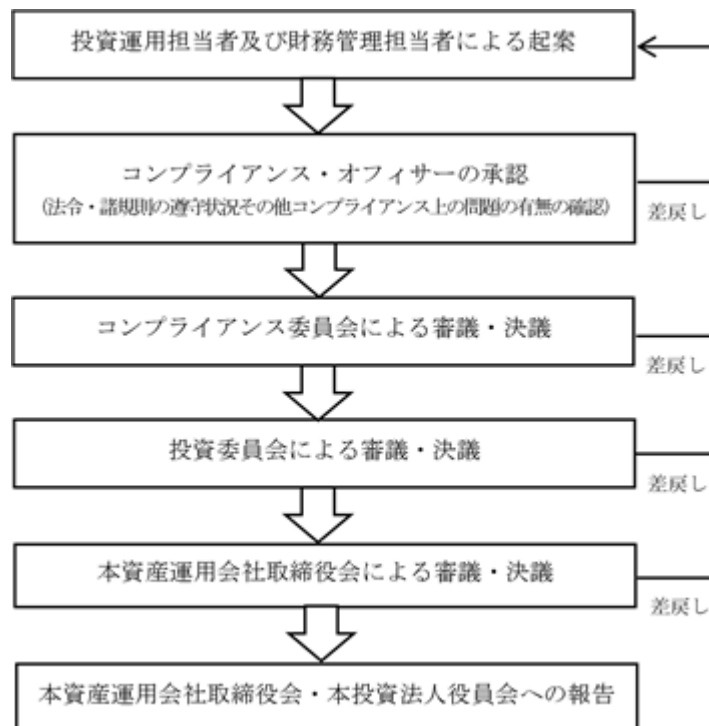 投資運用担当者及び財務管理担当者による起案
コンプライアンス・オフィサーの承認
(法令・諸規則の遵守状況その他コンプライアンス上の問題の有無の確認)
差戻し
コンプライアンス委員会による審議・決議
差戻し
投資委員会による審議・決議
差戻し
本資産運用会社取締役会による審議・決議
差戻し
本資産運用会社取締役会・本投資法人役員会への報告